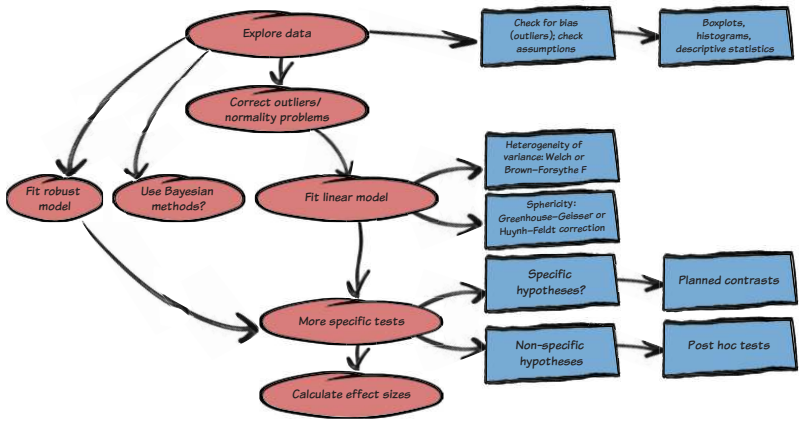 Explore data
Check for bias
(outliers); check
assumptions
Boxplots,
histograms,
descriptive statistics
Correct outliers/
normality problems
Heterogeneity of
variance: Welch or
Brown–Forsythe F
Fit robust
model
Use Bayesian
methods?
Fit linear model
Sphericity:
Greenhouse–Geisser or
Huynh–Feldt correction
Specific
hypotheses?
Planned contrasts
More specific tests
Non-specific
hypotheses
Post hoc tests
Calculate effect sizes